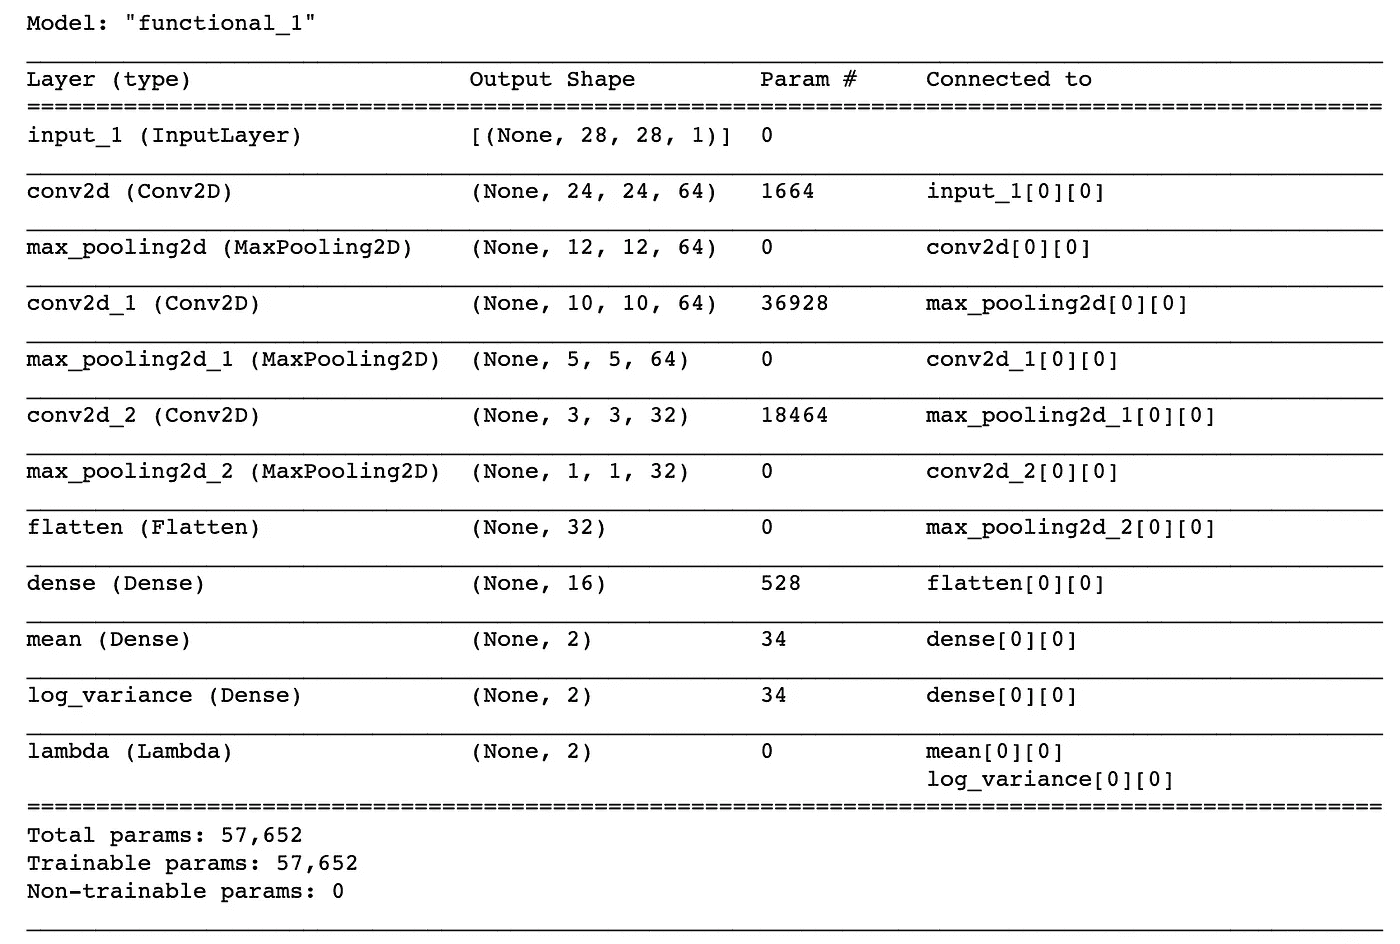 Model: "functional_1"
Layer (type) Output Shape Param # Connected to
input_1 (InputLayer) [(None, 28, 28, 1)] 0
conv2d (Conv2D) (None, 24, 24, 64) 1664 input_1[0][0]
max_pooling2d (MaxPooling2D) (None, 12, 12, 64) 0 conv2d[0][0]
conv2d_1 (Conv2D) (None, 10, 10, 64) 36928 max_pooling2d[0][0]
max_pooling2d_1 (MaxPooling2D) (None, 5, 5, 64) 0 conv2d_1[0][0]
conv2d_2 (Conv2D) (None, 3, 3, 32) 18464 max_pooling2d_1[0][0]
max_pooling2d_2 (MaxPooling2D) (None, 1, 1, 32) 0 conv2d_2[0][0]
flatten (Flatten) (None, 32) 0 max_pooling2d_2[0][0]
dense (Dense) (None, 16) 528 flatten[0][0]
mean (Dense) (None, 2) 34 dense[0][0]
log_variance (Dense) (None, 2) 34 dense[0][0]
lambda (Lambda) (None, 2) 0 mean[0][0]
log_variance[0][0]
Total params: 57,652
Trainable params: 57,652
Non-trainable params: 0